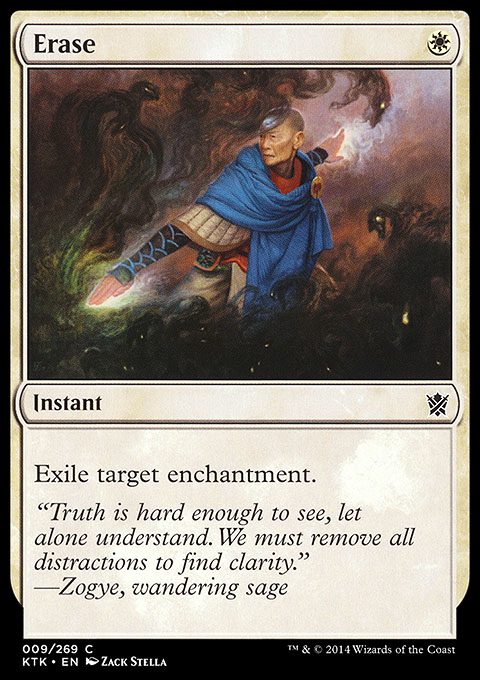 Erase
Instant
Exile target enchantment.
“Truth is hard enough to see, let
alone understand. We must remove all
distractions to find clarity.”
—Zogye, wandering sage
009/269 C
KTK • EN Zack Stella
™ & © 2014 Wizards of the Coast